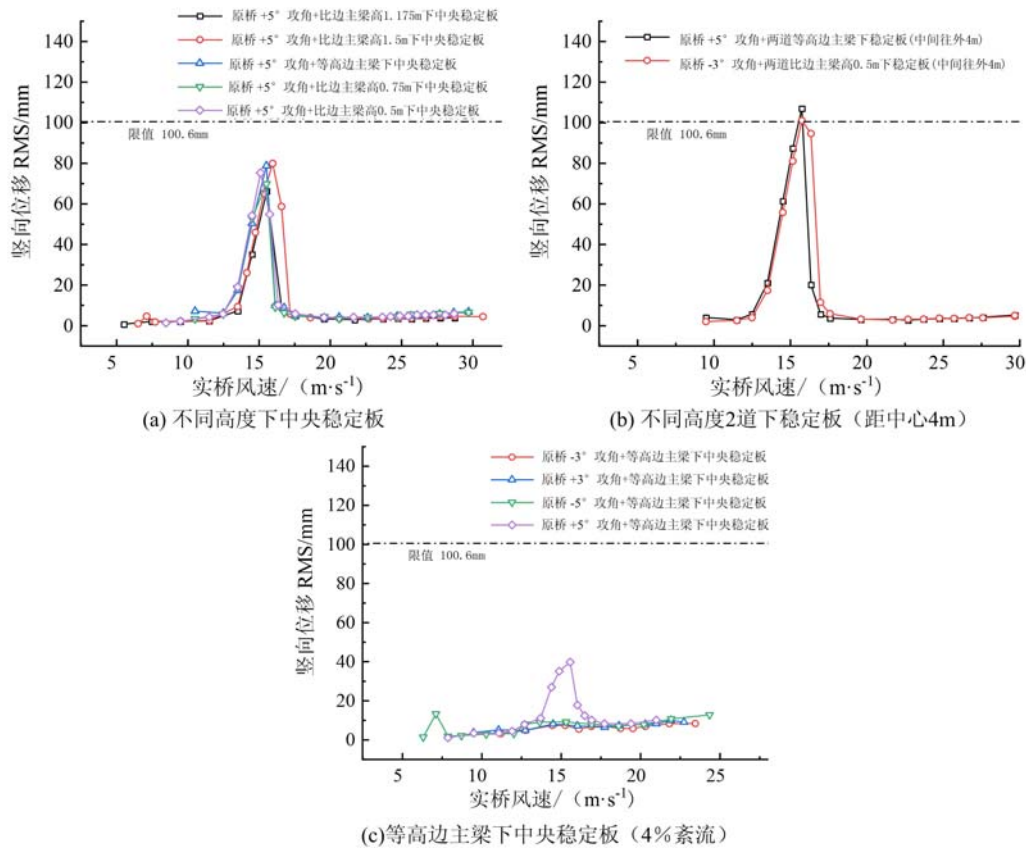 原桥 +5° 攻角+比边主梁高1.175m下中央稳定板
原桥 +5° 攻角+比边主梁高1.5m下中央稳定板
原桥 +5° 攻角+等高边主梁下中央稳定板
原桥 +5° 攻角+比边主梁高0.75m下中央稳定板
原桥 +5° 攻角+比边主梁高0.5m下中央稳定板
限值 100.6mm
竖向位移 RMS/mm
140
120
100
80
60
40
20
0
5 10 15 20 25 30
实桥风速/（m·s-1）
(a) 不同高度下中央稳定板
原桥 +5° 攻角+两道等高边主梁下稳定板(中间往外4m)
原桥 -3° 攻角+两道比边主梁高0.5m下稳定板(中间往外4m)
限值 100.6mm
竖向位移 RMS/mm
140
120
100
80
60
40
20
0
5 10 15 20 25 30
实桥风速/（m·s-1）
(b) 不同高度2道下稳定板（距中心4m）
原桥 -3° 攻角+等高边主梁下中央稳定板
原桥 +3° 攻角+等高边主梁下中央稳定板
原桥 -5° 攻角+等高边主梁下中央稳定板
原桥 +5° 攻角+等高边主梁下中央稳定板
限值 100.6mm
竖向位移 RMS/mm
140
120
100
80
60
40
20
0
5 10 15 20 25
实桥风速/（m·s-1）
(c)等高边主梁下中央稳定板（4%紊流）